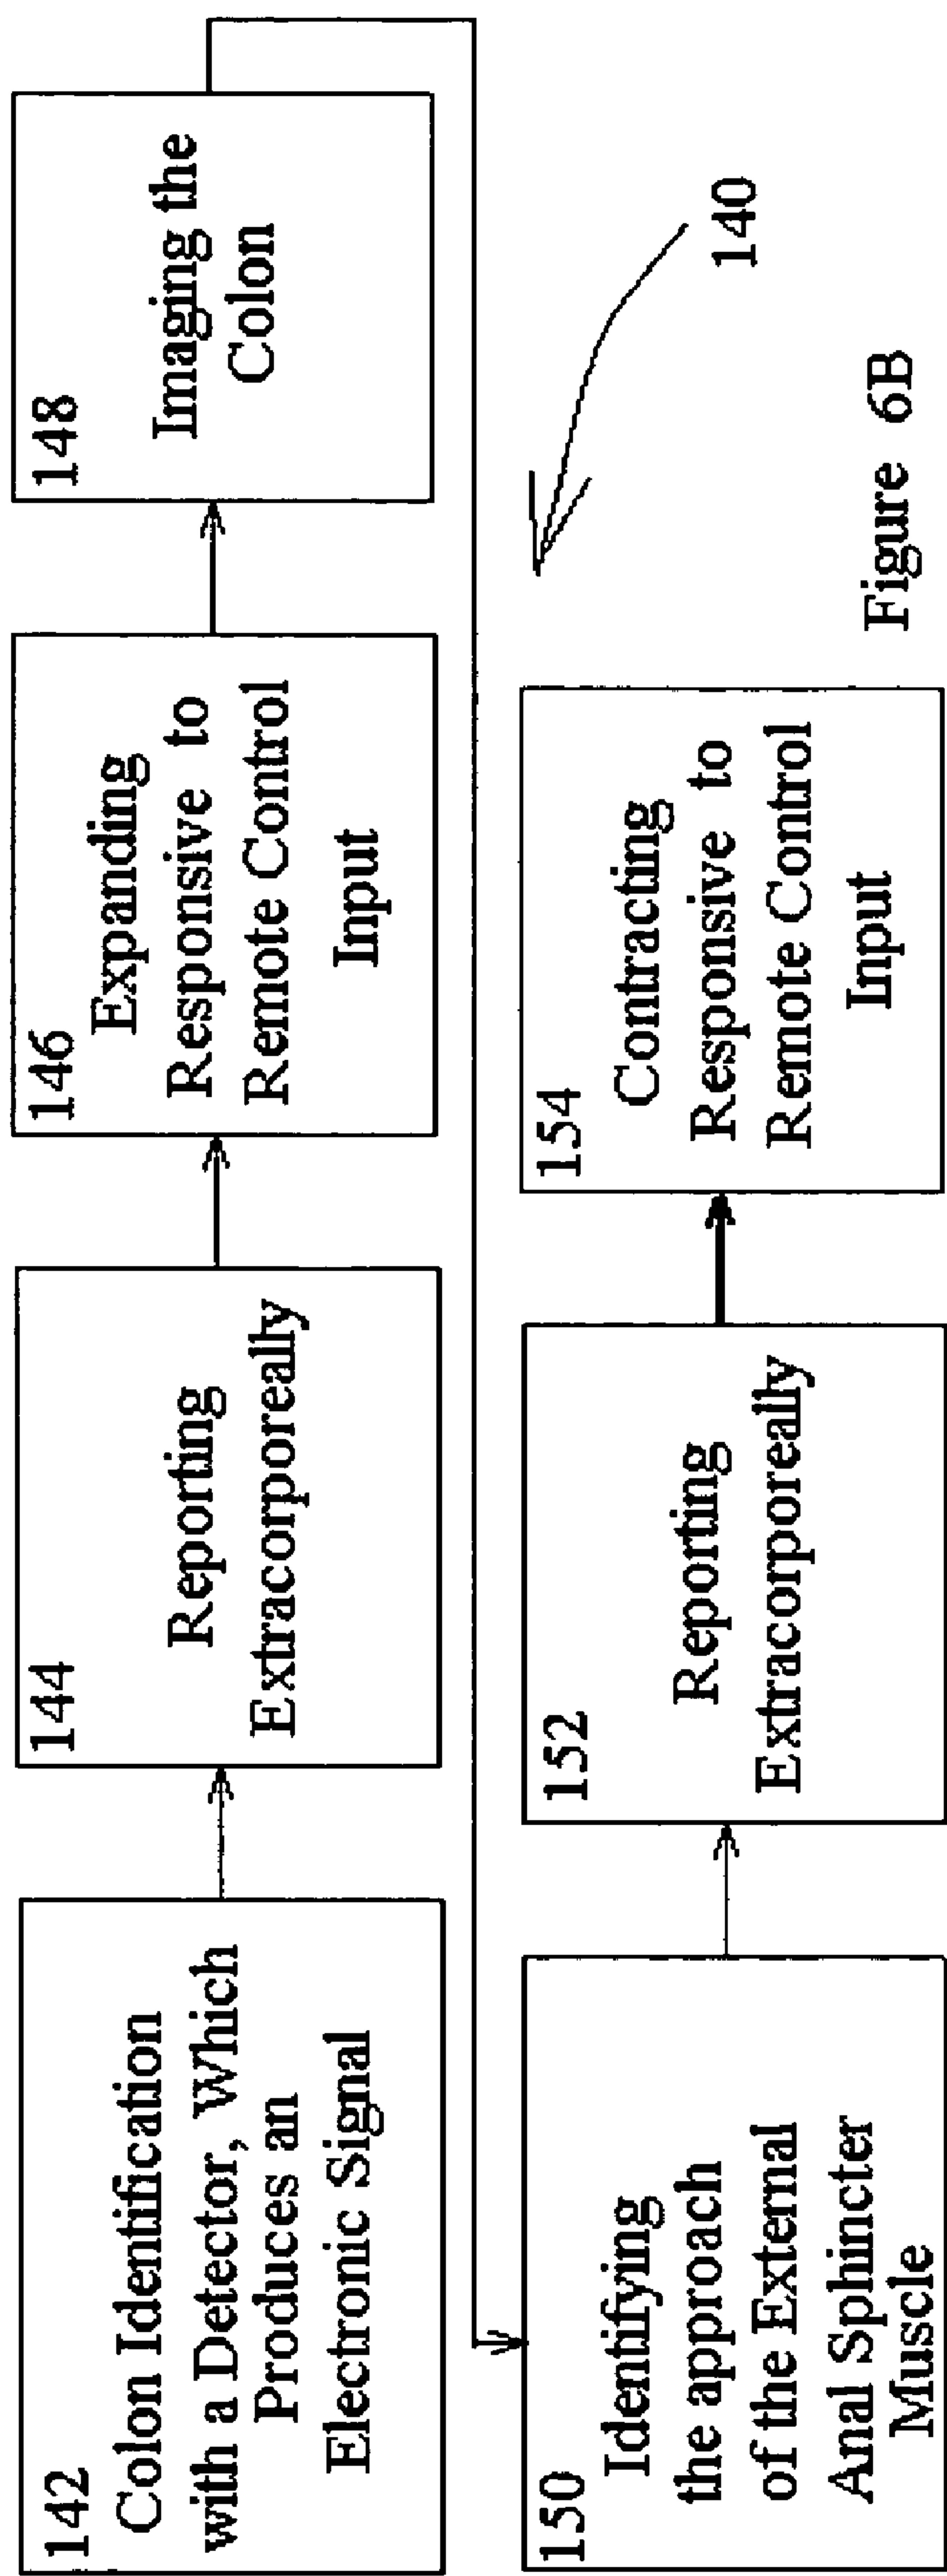 142
Colon Identification
with a Detector, Which
Produces an
Electronic Signal
144
Reporting
Extracorporeally
146
Expanding
Responsive to
Remote Control
Input
148
Imaging the
Colon
150
Identifying
the approach
of the External
Anal Sphincter
Muscle
152
Reporting
Extracorporeally
154
Contracting
Responsive to
Remote Control
Input
140
Figure 6B